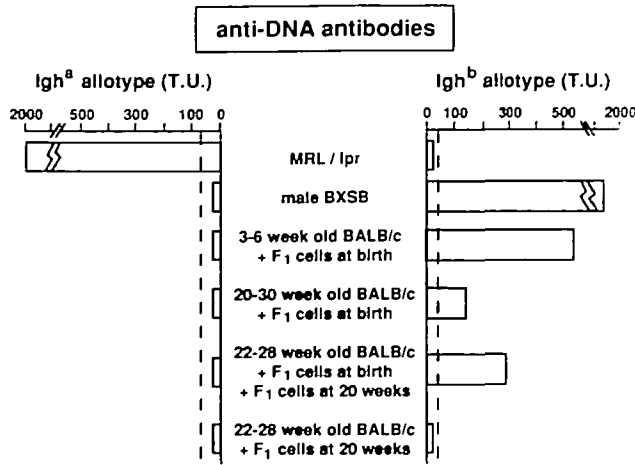 anti-DNA antibodies
Igh^a allotype (T.U.)
Igh^b allotype (T.U.)
2000 500 300 100 0
0 100 300 500 2000
MRL / lpr
male BXSB
3-6 week old BALB/c
+ F₁ cells at birth
20-30 week old BALB/c
+ F₁ cells at birth
22-28 week old BALB/c
+ F₁ cells at birth
+ F₁ cells at 20 weeks
22-28 week old BALB/c
+ F₁ cells at 20 weeks